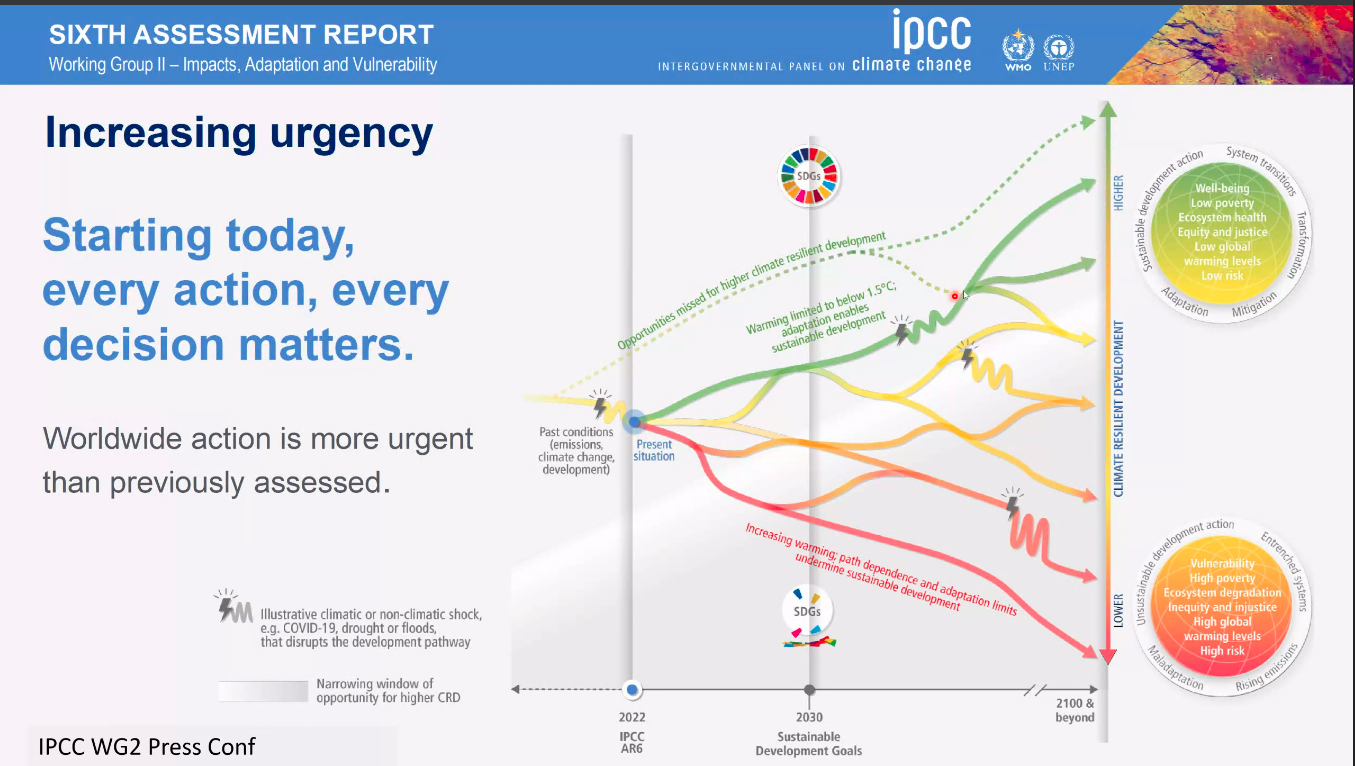 SIXTH ASSESSMENT REPORT
Working Group II – Impacts, Adaptation and Vulnerability
ipcc
INTERGOVERNMENTAL PANEL ON climate change
WMO
UNEP
Increasing urgency
Starting today,
every action, every
decision matters.
Worldwide action is more urgent
than previously assessed.
SDGs
Opportunities missed for higher climate resilient development
Warming limited to below 1.5°C;
adaptation enables
sustainable development
Past conditions
(emissions,
climate change,
development)
Present
situation
Increasing warming; path dependence and adaptation limits
undermine sustainable development
SDGs
HIGHER
CLIMATE RESILIENT DEVELOPMENT
LOWER
Sustainable development action
System transitions
Transformation
Mitigation
Adaptation
Well-being
Low poverty
Ecosystem health
Equity and justice
Low global
warming levels
Low risk
Unsustainable development action
Entrenched systems
Rising emissions
Maladaptation
Vulnerability
High poverty
Ecosystem degradation
Inequity and injustice
High global
warming levels
High risk
Illustrative climatic or non-climatic shock,
e.g. COVID-19, drought or floods,
that disrupts the development pathway
Narrowing window of
opportunity for higher CRD
2022
IPCC
AR6
2030
Sustainable
Development Goals
2100 &
beyond
IPCC WG2 Press Conf